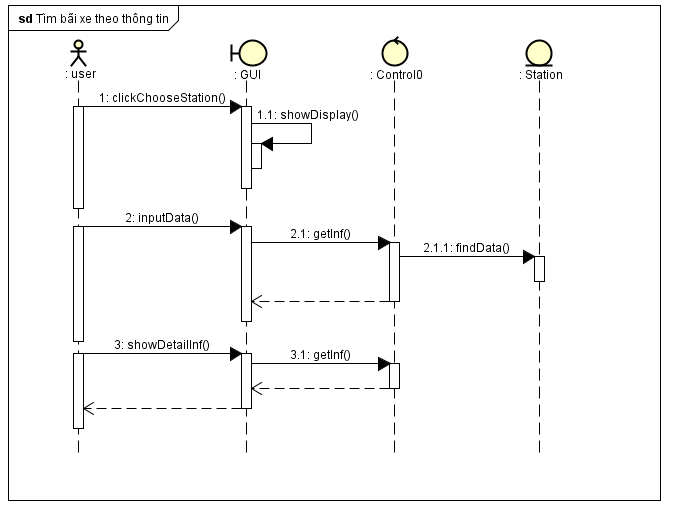 sd Tìm bãi xe theo thông tin
: user
: GUI
: Control0
: Station
1: clickChooseStation()
1.1: showDisplay()
2: inputData()
2.1: getInf()
2.1.1: findData()
3: showDetailInf()
3.1: getInf()